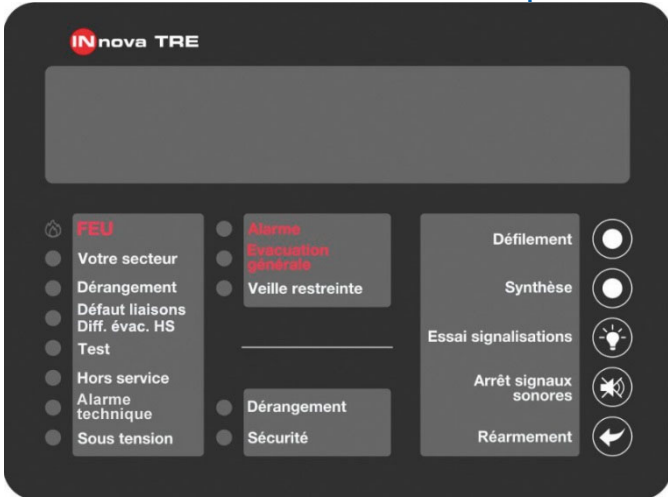 INnova TRE
FEU
Votre secteur
Dérangement
Défaut liaisons
Diff. évac. HS
Test
Hors service
Alarme
technique
Sous tension
Alarme
Evacuation
générale
Veille restreinte
Dérangement
Sécurité
Défilement
Synthèse
Essai signalisations
Arrêt signaux
sonores
Réarmement